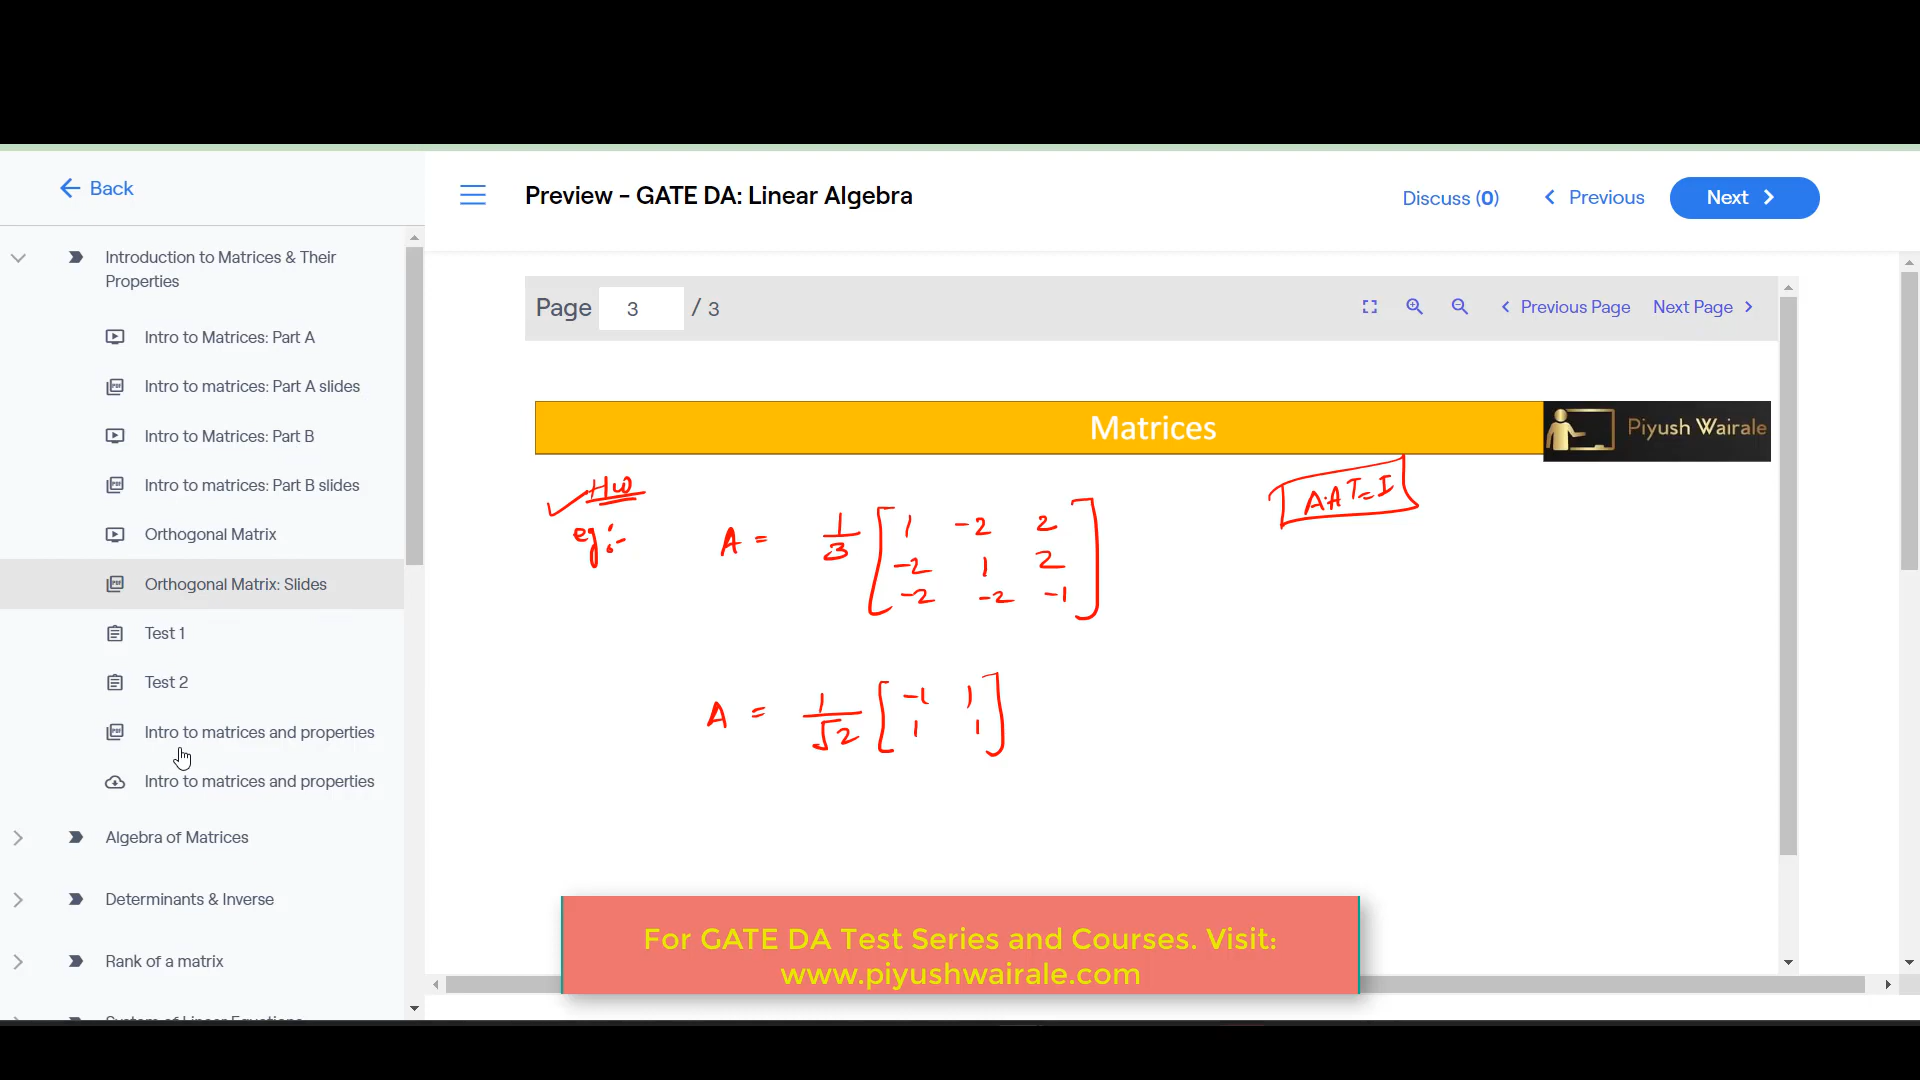 Back
Preview - GATE DA: Linear Algebra
Discuss (0)
Previous
Next
Introduction to Matrices & Their
Properties
Intro to Matrices: Part A
Intro to matrices: Part A slides
Intro to Matrices: Part B
Intro to matrices: Part B slides
Orthogonal Matrix
Orthogonal Matrix: Slides
Test 1
Test 2
Intro to matrices and properties
Intro to matrices and properties
Algebra of Matrices
Determinants & Inverse
Rank of a matrix
System of Linear Equations
Page 3 / 3
Previous Page
Next Page
Matrices
Piyush Wairale
HW
eg:-
A = 1/3 [ 1 -2 2
-2 1 2
-2 -2 -1 ]
A.A^T = I
A = 1/√2 [ -1 1
1 1 ]
For GATE DA Test Series and Courses. Visit:
www.piyushwairale.com